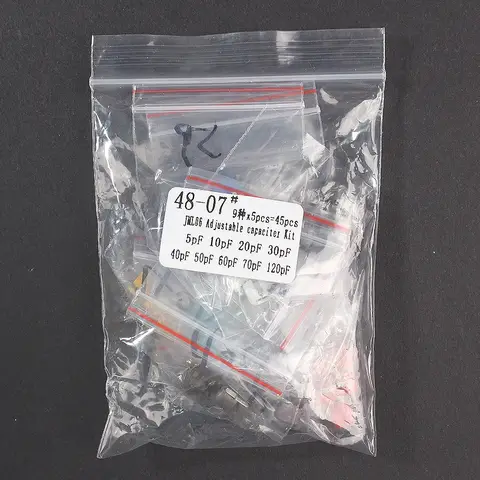 48-07#
9种x5pcs=45pcs
JML06 Adjustable capacitor Kit
5pF 10pF 20pF 30pF
40pF 50pF 60pF 70pF 120pF